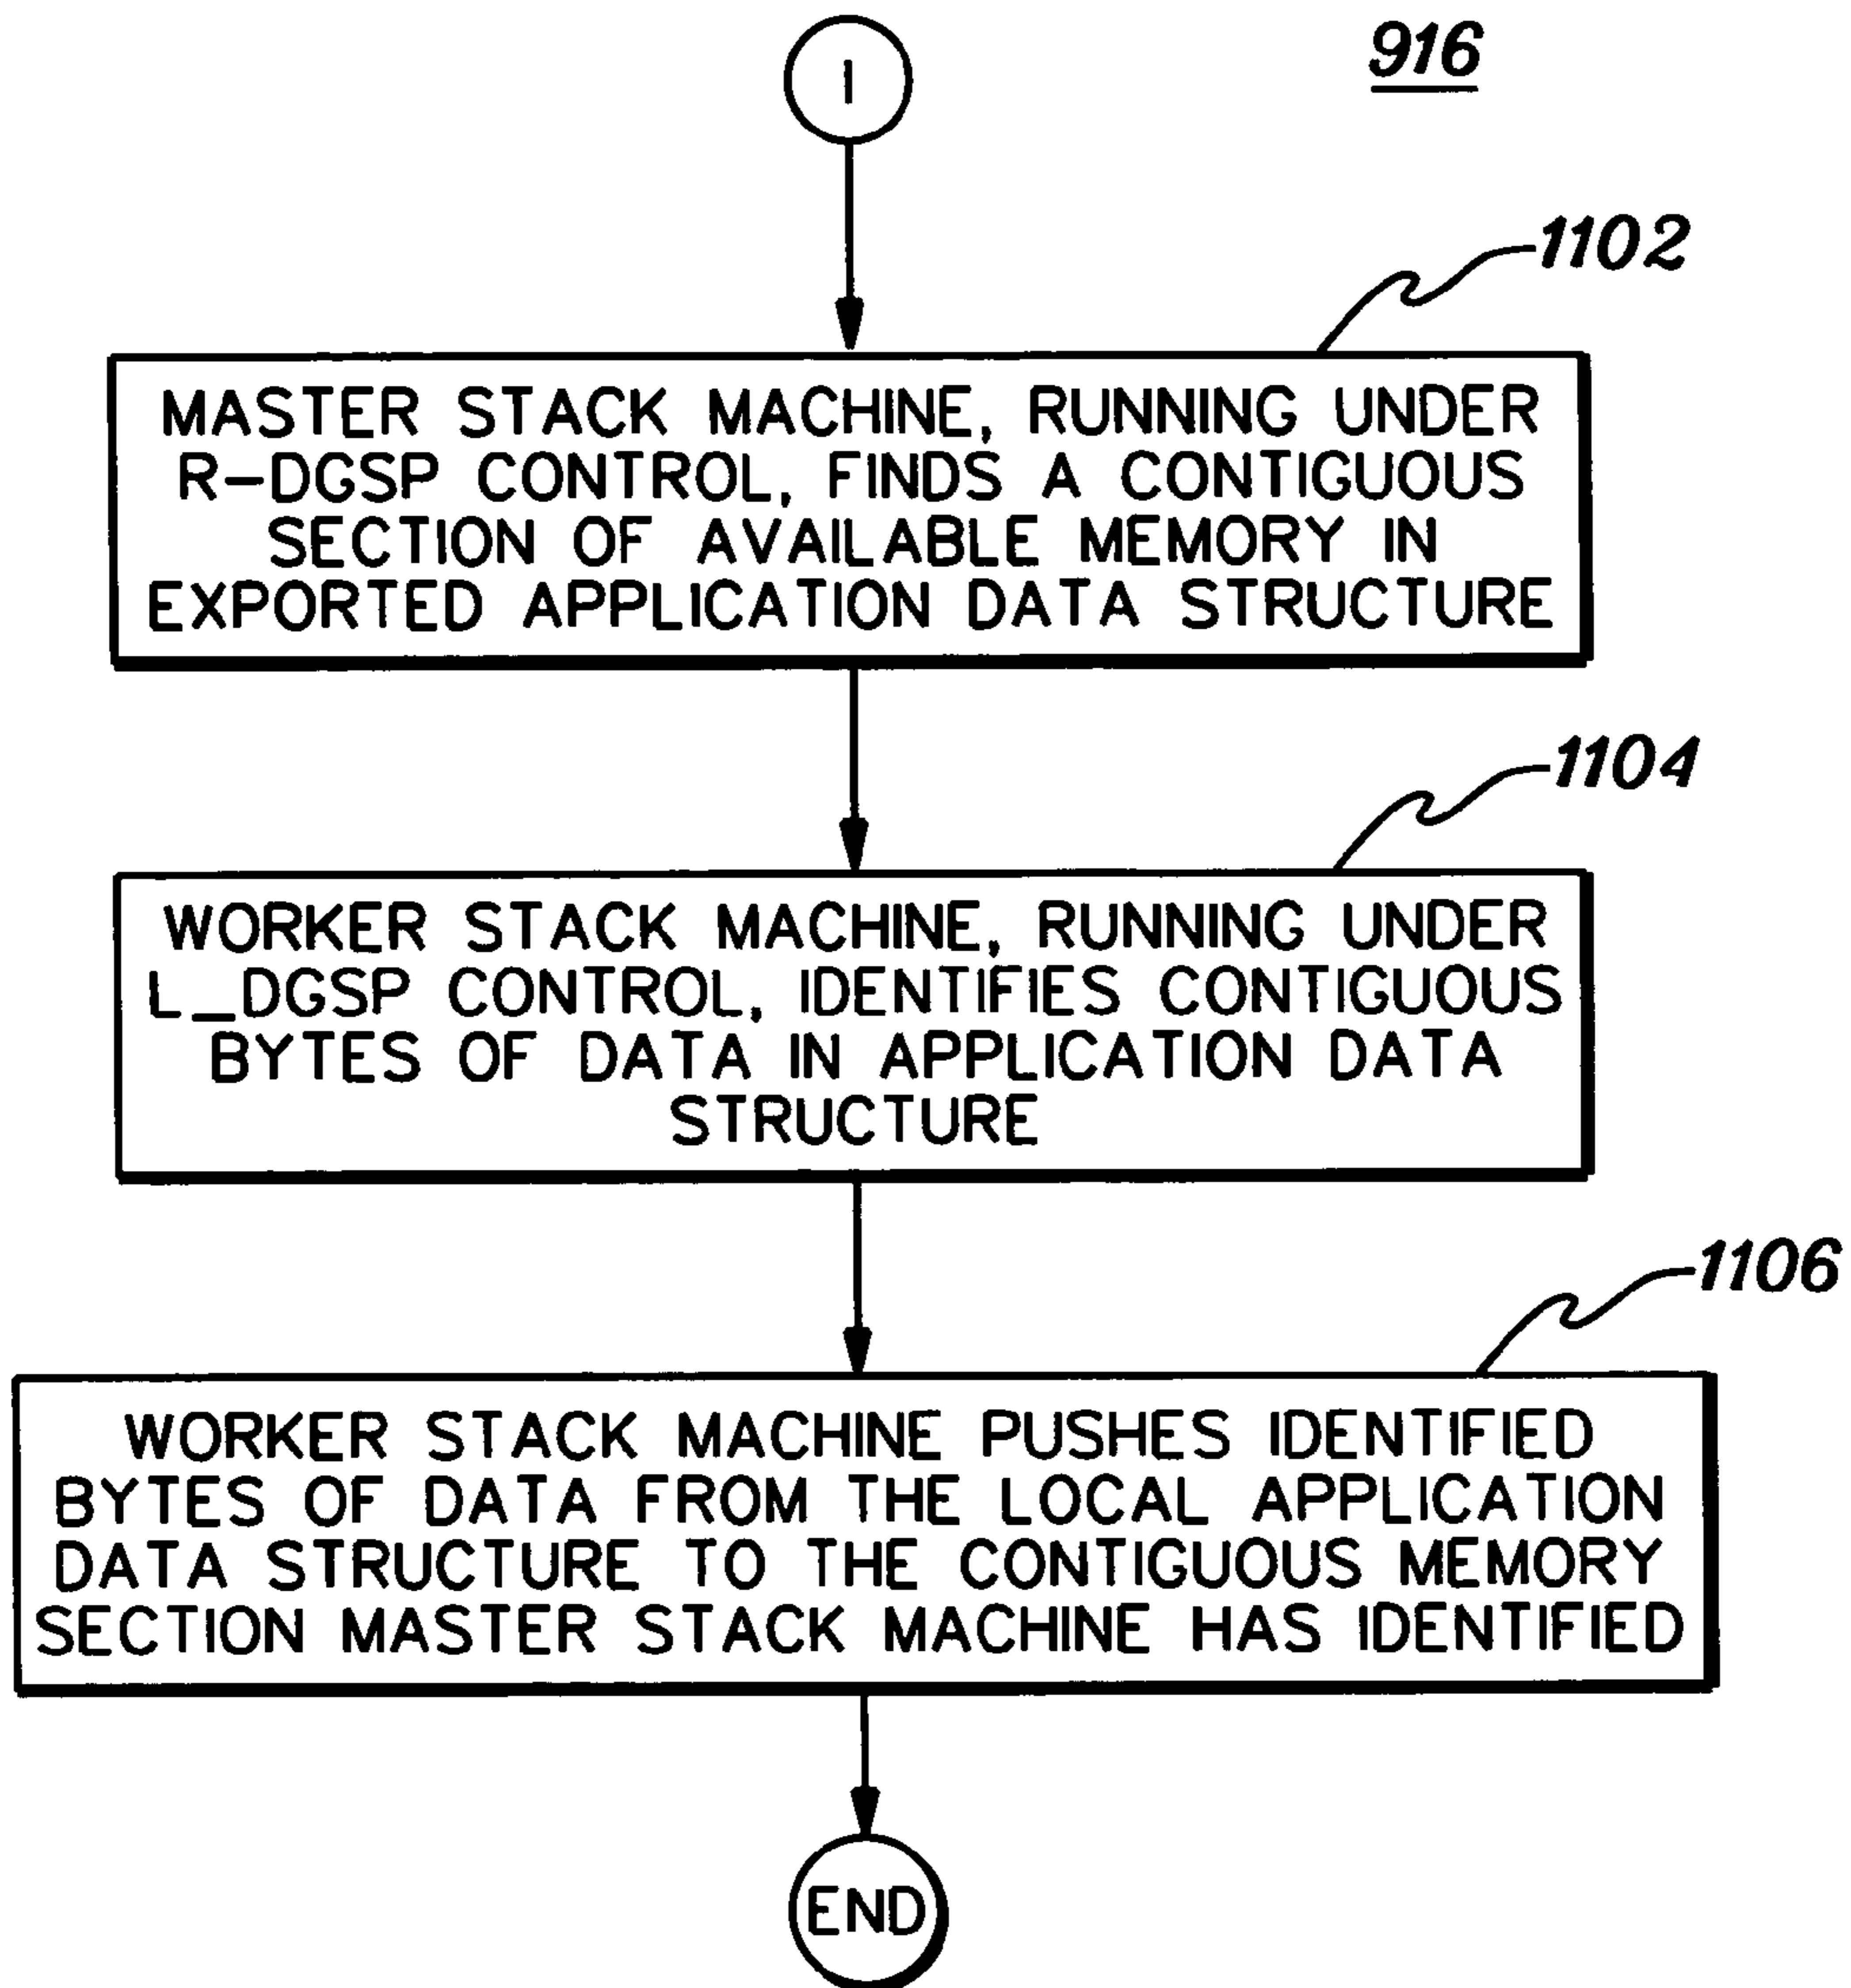 I
916
1102
MASTER STACK MACHINE, RUNNING UNDER
R-DGSP CONTROL, FINDS A CONTIGUOUS
SECTION OF AVAILABLE MEMORY IN
EXPORTED APPLICATION DATA STRUCTURE
1104
WORKER STACK MACHINE, RUNNING UNDER
L_DGSP CONTROL, IDENTIFIES CONTIGUOUS
BYTES OF DATA IN APPLICATION DATA
STRUCTURE
1106
WORKER STACK MACHINE PUSHES IDENTIFIED
BYTES OF DATA FROM THE LOCAL APPLICATION
DATA STRUCTURE TO THE CONTIGUOUS MEMORY
SECTION MASTER STACK MACHINE HAS IDENTIFIED
END